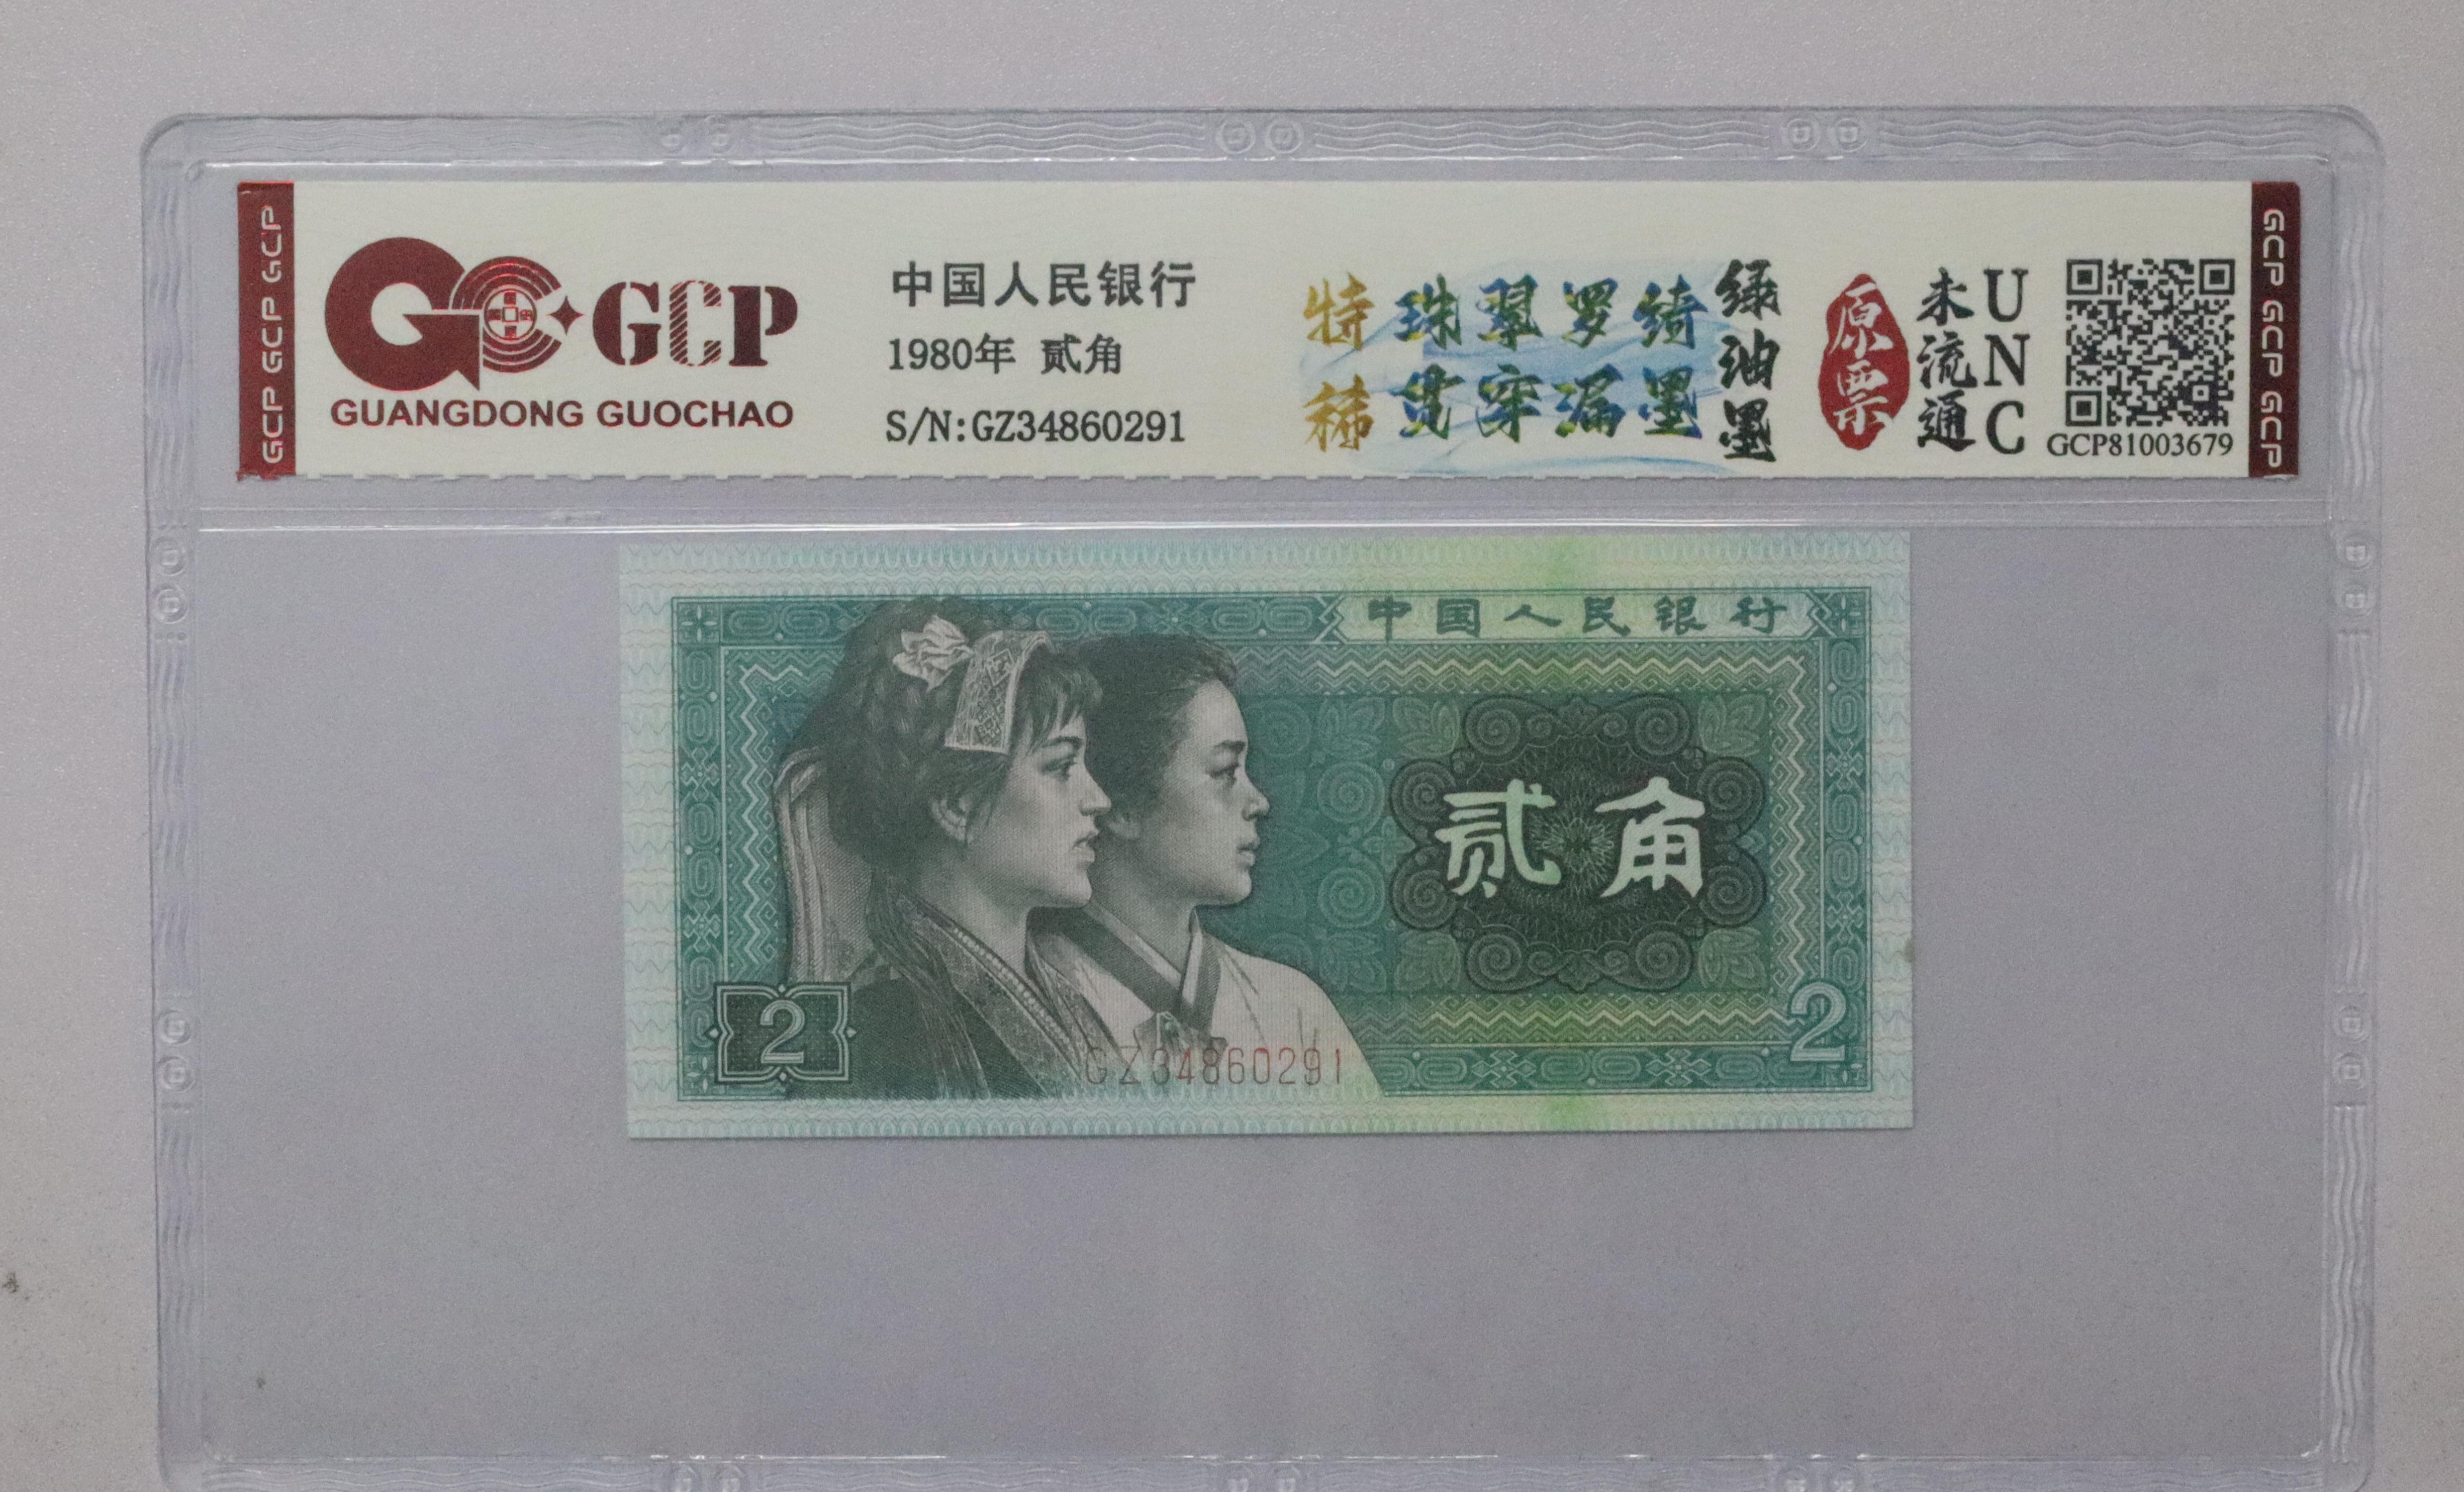 GCP GCP GCP
GCP
GUANGDONG GUOCHAO
中国人民银行
1980年 贰角
S/N:GZ34860291
特稀
珠翠罗绮
贯穿漏墨
绿油墨
原票
未流通
UNC
GCP81003679
GCP GCP GCP
中国人民银行
贰角
2
2
GZ34860291